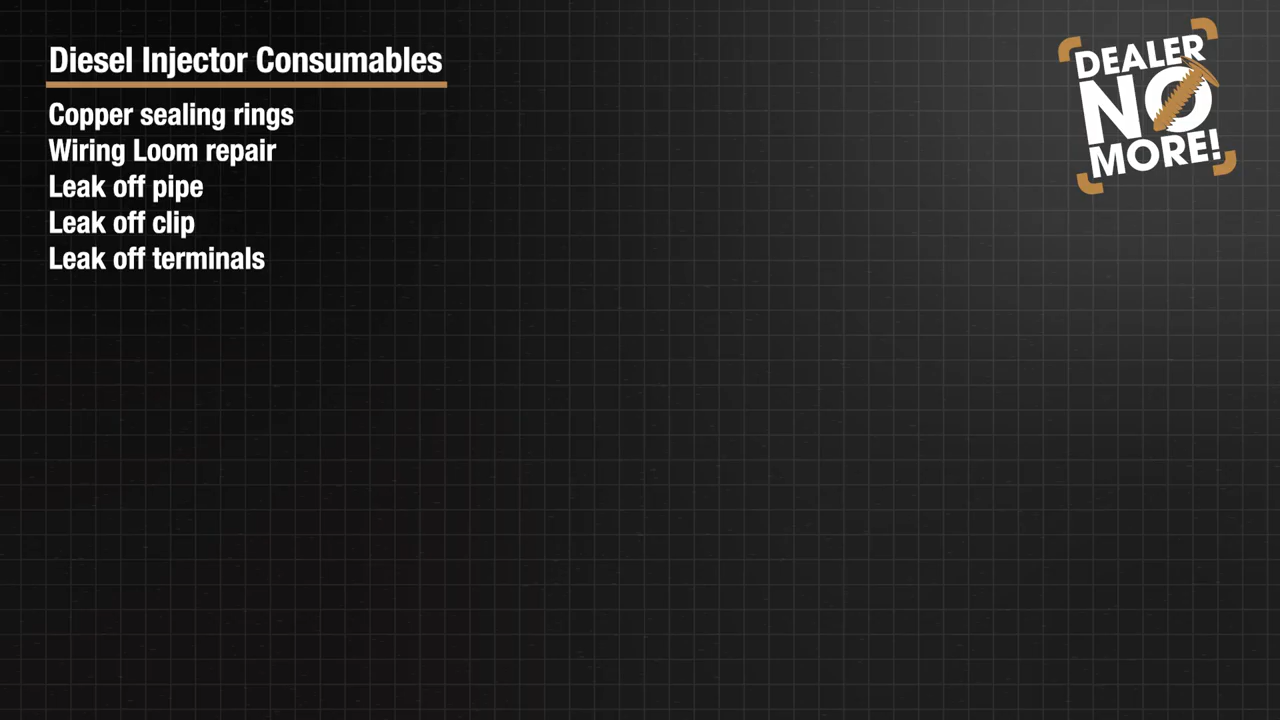 Diesel Injector Consumables
Copper sealing rings
Wiring Loom repair
Leak off pipe
Leak off clip
Leak off terminals
DEALER
NO
MORE!